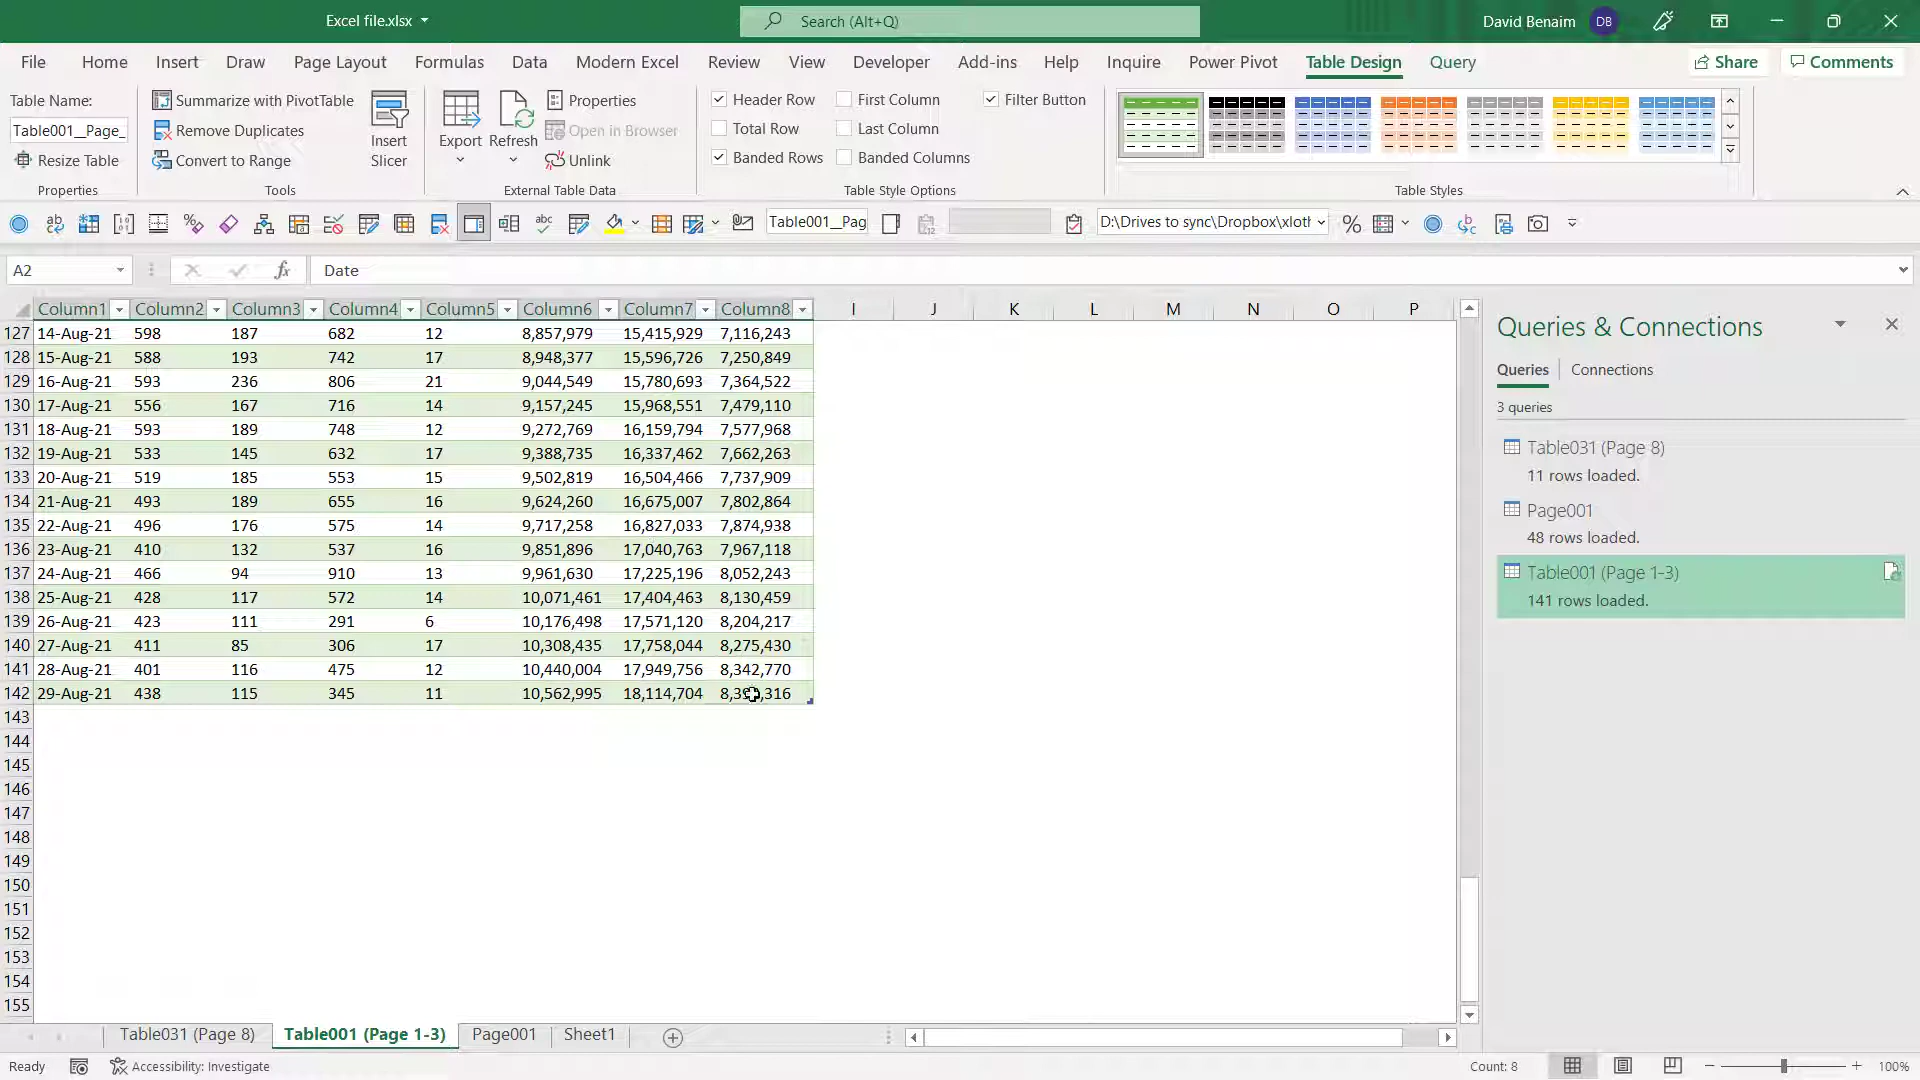 Excel file.xlsx
Search (Alt+Q)
David Benaim DB
File Home Insert Draw Page Layout Formulas Data Modern Excel Review View Developer Add-ins Help Inquire Power Pivot Table Design Query Share Comments
Table Name:
Table001__Page_
Resize Table
Properties
Summarize with PivotTable
Remove Duplicates
Convert to Range
Tools
Insert
Slicer
Export
Refresh
Properties
Open in Browser
Unlink
External Table Data
Header Row First Column Filter Button
Total Row Last Column
Banded Rows Banded Columns
Table Style Options
Table Styles
Table001__Pag
D:\Drives to sync\Dropbox\xlotl
A2
fx
Date
Column1 Column2 Column3 Column4 Column5 Column6 Column7 Column8 I J K L M N O P
127 14-Aug-21 598 187 682 12 8,857,979 15,415,929 7,116,243
128 15-Aug-21 588 193 742 17 8,948,377 15,596,726 7,250,849
129 16-Aug-21 593 236 806 21 9,044,549 15,780,693 7,364,522
130 17-Aug-21 556 167 716 14 9,157,245 15,968,551 7,479,110
131 18-Aug-21 593 189 748 12 9,272,769 16,159,794 7,577,968
132 19-Aug-21 533 145 632 17 9,388,735 16,337,462 7,662,263
133 20-Aug-21 519 185 553 15 9,502,819 16,504,466 7,737,909
134 21-Aug-21 493 189 655 16 9,624,260 16,675,007 7,802,864
135 22-Aug-21 496 176 575 14 9,717,258 16,827,033 7,874,938
136 23-Aug-21 410 132 537 16 9,851,896 17,040,763 7,967,118
137 24-Aug-21 466 94 910 13 9,961,630 17,225,196 8,052,243
138 25-Aug-21 428 117 572 14 10,071,461 17,404,463 8,130,459
139 26-Aug-21 423 111 291 6 10,176,498 17,571,120 8,204,217
140 27-Aug-21 411 85 306 17 10,308,435 17,758,044 8,275,430
141 28-Aug-21 401 116 475 12 10,440,004 17,949,756 8,342,770
142 29-Aug-21 438 115 345 11 10,562,995 18,114,704
143
144
145
146
147
148
149
150
151
152
153
154
155
Queries & Connections
Queries Connections
3 queries
Table031 (Page 8)
11 rows loaded.
Page001
48 rows loaded.
Table001 (Page 1-3)
141 rows loaded.
Table031 (Page 8) Table001 (Page 1-3) Page001 Sheet1
Ready Accessibility: Investigate Count: 8 100%